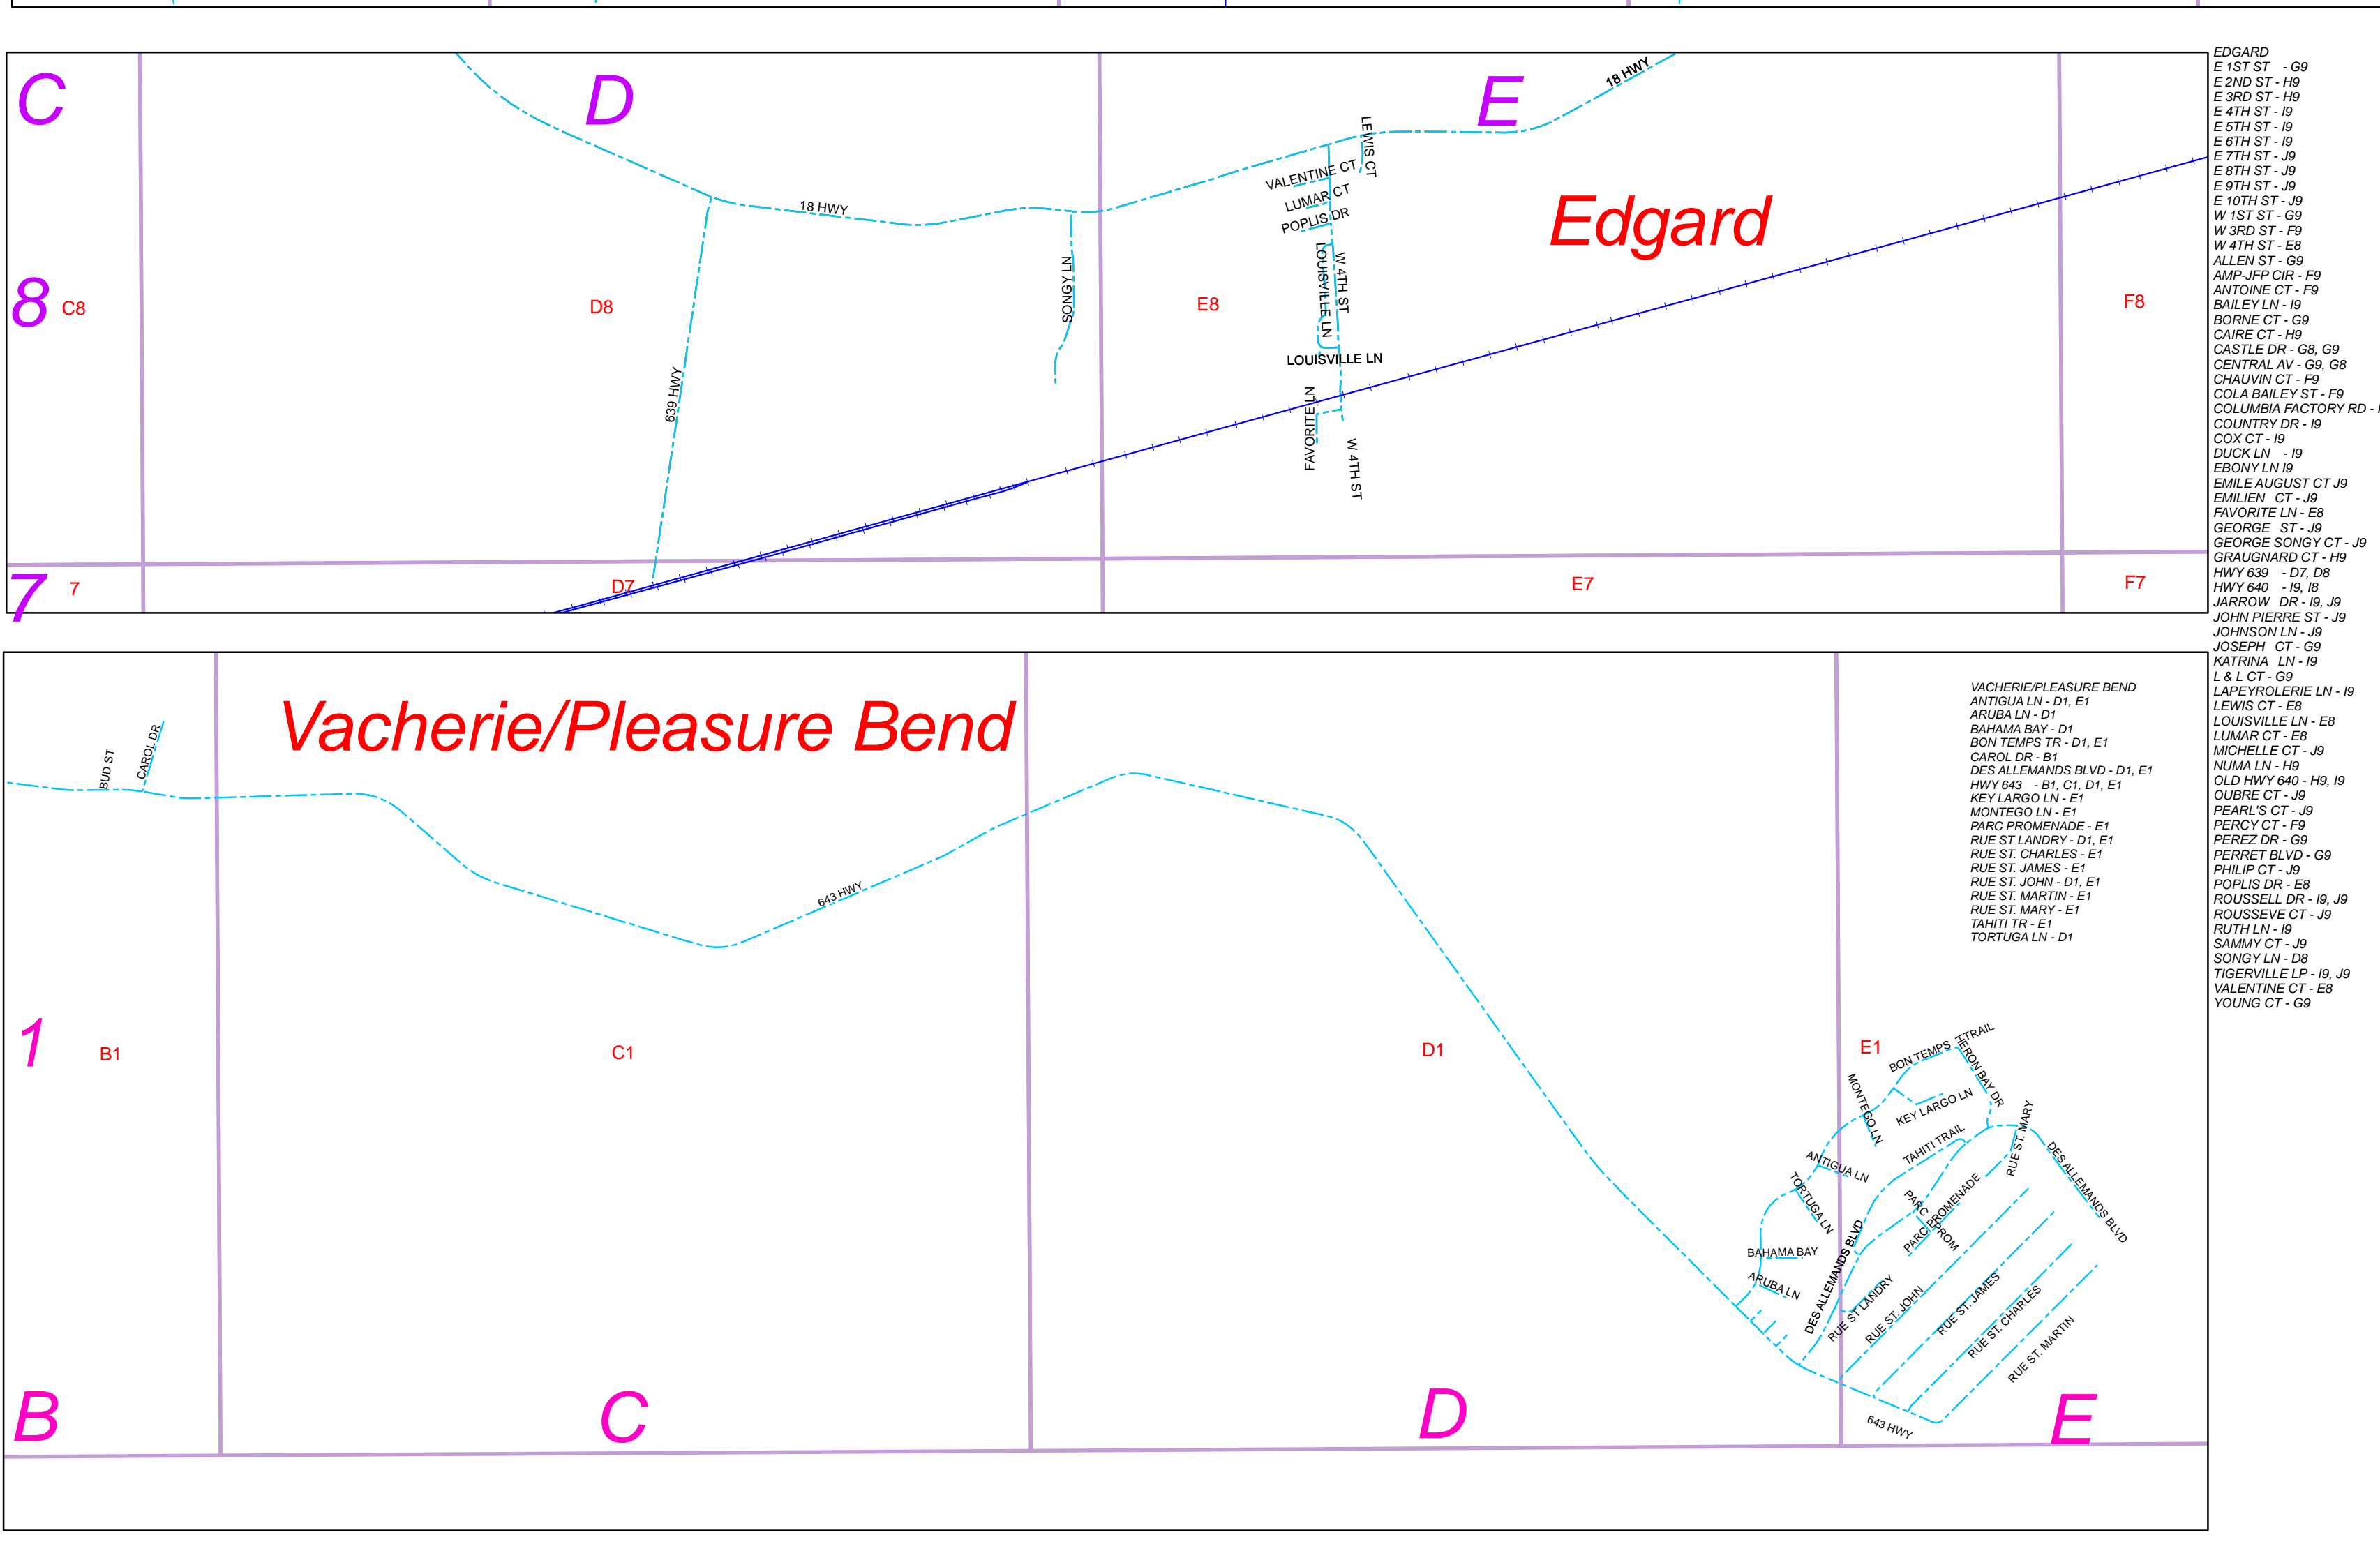 C
D
E
18 HWY
LEWIS CT
VALENTINE CT
LUMAR CT
POPLIS DR
18 HWY
Edgard
LOUISVILLE LN
W 4TH ST
SONGY LN
8
C8
D8
E8
F8
LOUISVILLE LN
639 HWY
FAVORITE LN
W 4TH ST
7
7
D7
E7
F7
EDGARD
E 1ST ST - G9
E 2ND ST - H9
E 3RD ST - H9
E 4TH ST - I9
E 5TH ST - I9
E 6TH ST - I9
E 7TH ST - J9
E 8TH ST - J9
E 9TH ST - J9
E 10TH ST - J9
W 1ST ST - G9
W 3RD ST - F9
W 4TH ST - E8
ALLEN ST - G9
AMP-JFP CIR - F9
ANTOINE CT - F9
BAILEY LN - I9
BORNE CT - G9
CAIRE CT - H9
CASTLE DR - G8, G9
CENTRAL AV - G9, G8
CHAUVIN CT - F9
COLA BAILEY ST - F9
COLUMBIA FACTORY RD -
COUNTRY DR - I9
COX CT - I9
DUCK LN - I9
EBONY LN I9
EMILE AUGUST CT J9
EMILIEN CT - J9
FAVORITE LN - E8
GEORGE ST - J9
GEORGE SONGY CT - J9
GRAUGNARD CT - H9
HWY 639 - D7, D8
HWY 640 - I9, I8
JARROW DR - I9, J9
JOHN PIERRE ST - J9
JOHNSON LN - J9
JOSEPH CT - G9
KATRINA LN - I9
L & L CT - G9
LAPEYROLERIE LN - I9
LEWIS CT - E8
LOUISVILLE LN - E8
LUMAR CT - E8
MICHELLE CT - J9
NUMA LN - H9
OLD HWY 640 - H9, I9
OUBRE CT - J9
PEARL'S CT - J9
PERCY CT - F9
PEREZ DR - G9
PERRET BLVD - G9
PHILIP CT - J9
POPLIS DR - E8
ROUSSELL DR - I9, J9
ROUSSEVE CT - J9
RUTH LN - I9
SAMMY CT - J9
SONGY LN - D8
TIGERVILLE LP - I9, J9
VALENTINE CT - E8
YOUNG CT - G9
Vacherie/Pleasure Bend
VACHERIE/PLEASURE BEND
ANTIGUA LN - D1, E1
ARUBA LN - D1
BAHAMA BAY - D1
BON TEMPS TR - D1, E1
CAROL DR - B1
DES ALLEMANDS BLVD - D1, E1
HWY 643 - B1, C1, D1, E1
KEY LARGO LN - E1
MONTEGO LN - E1
PARC PROMENADE - E1
RUE ST LANDRY - D1, E1
RUE ST. CHARLES - E1
RUE ST. JAMES - E1
RUE ST. JOHN - D1, E1
RUE ST. MARTIN - E1
RUE ST. MARY - E1
TAHITI TR - E1
TORTUGA LN - D1
BUD ST
CAROL DR
643 HWY
1
B1
C1
D1
E1
BON TEMPS TRAIL
HERON BAY DR
MONTEGO LN
KEY LARGO LN
TAHITI TRAIL
RUE ST. MARY
DES ALLEMANDS BLVD
ANTIGUA LN
TORTUGA LN
PARC PROM
PARC PROMENADE
BAHAMA BAY
ARUBA LN
DES ALLEMANDS BLVD
RUE ST LANDRY
RUE ST. JOHN
RUE ST. JAMES
RUE ST. CHARLES
RUE ST. MARTIN
643 HWY
B
C
D
E